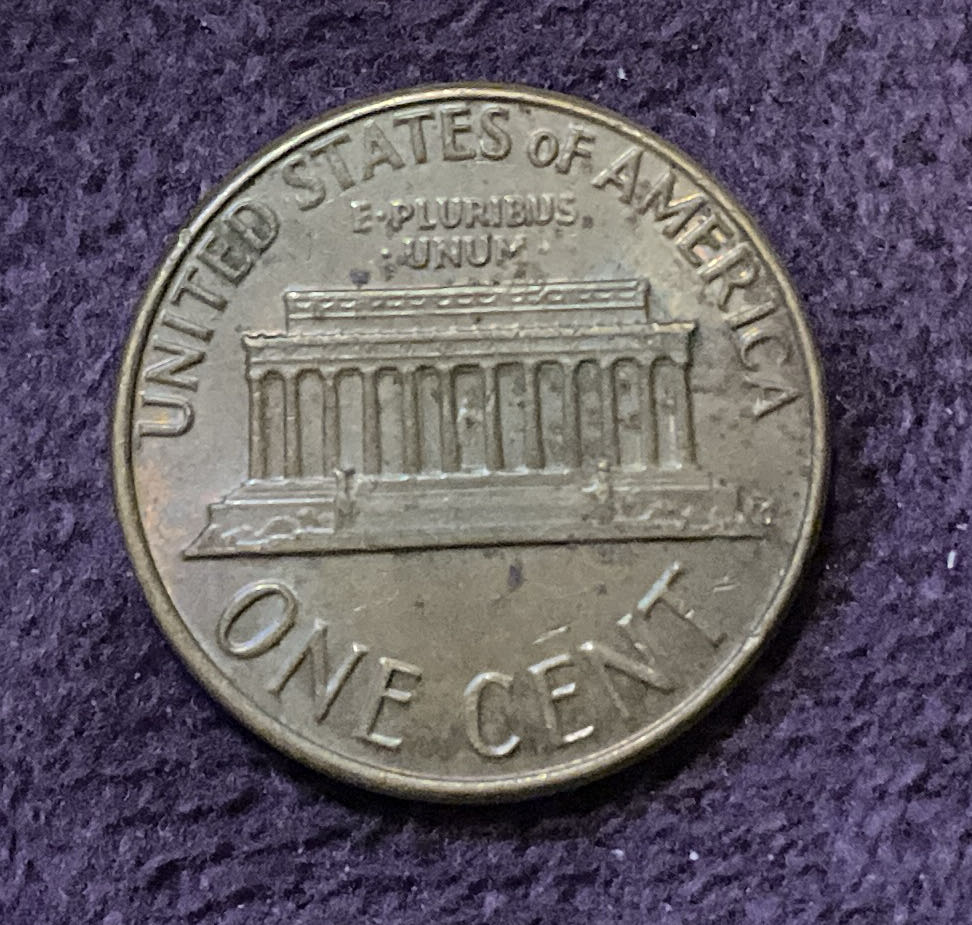 UNITED STATES OF AMERICA
E·PLURIBUS
·UNUM·
ONE CENT